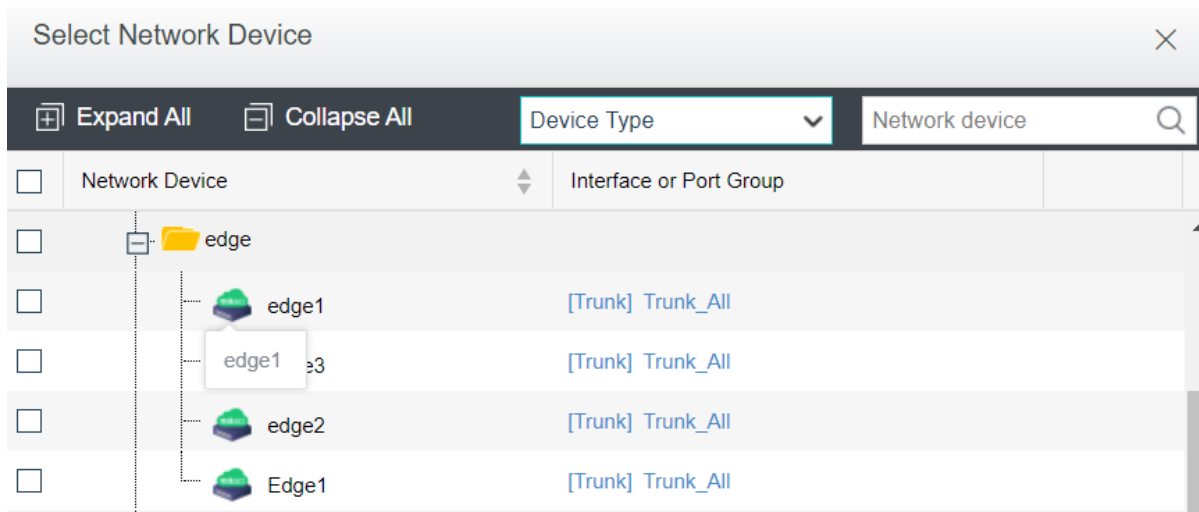 Select Network Device
Expand All Collapse All Device Type Network device
Network Device Interface or Port Group
edge
edge1 [Trunk] Trunk_All
edge1 e3 [Trunk] Trunk_All
edge2 [Trunk] Trunk_All
Edge1 [Trunk] Trunk_All